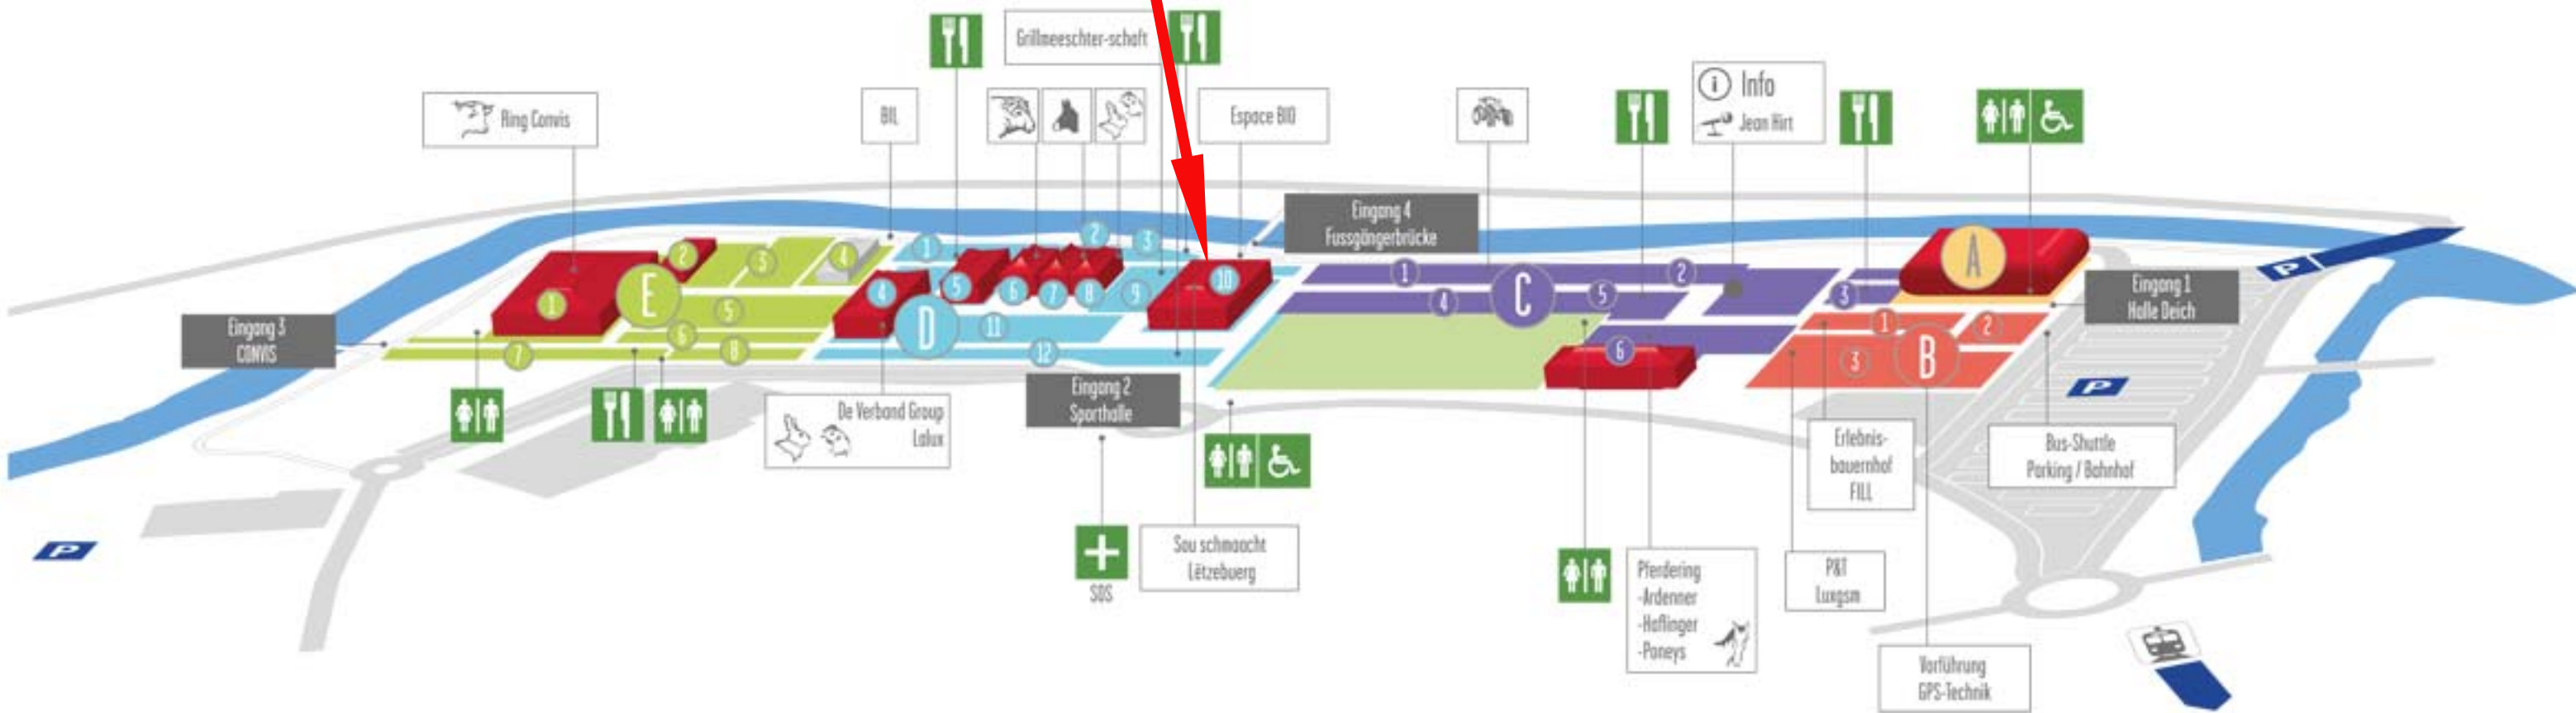 Grillmeeschter-schaft
Ring Convis
BIL
Espace BIO
i Info
Jean Hirt
Eingang 4
Fussgängerbrücke
Eingang 3
CONVIS
Eingang 1
Halle Deich
Eingang 2
Sporthalle
E
1
2
3
4
5
6
7
8
D
1
2
3
4
5
6
7
8
9
10
11
12
C
1
2
3
4
5
6
A
B
1
2
3
P
P
P
De Verband Group
Lalux
SOS
Sou schmaacht
Lëtzebuerg
Pferdering
-Ardenner
-Haflinger
-Poneys
Erlebnis-
bauernhof
FILL
Bus-Shuttle
Parking / Bahnhof
P&T
Luxgsm
Vorführung
GPS-Technik